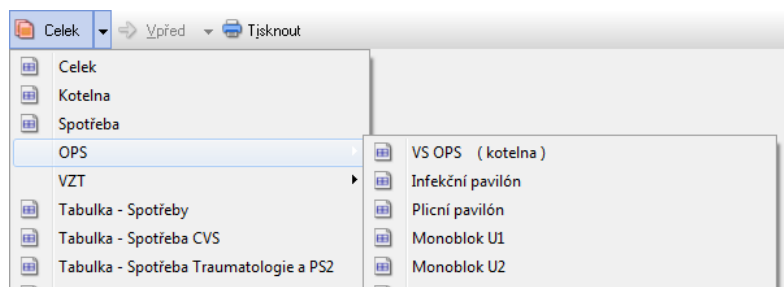 Celek Vpřed Tisknout
Celek
Kotelna
Spotřeba
OPS
VZT
Tabulka - Spotřeby
Tabulka - Spotřeba CVS
Tabulka - Spotřeba Traumatologie a PS2
VS OPS ( kotelna )
Infekční pavilón
Plicní pavilón
Monoblok U1
Monoblok U2